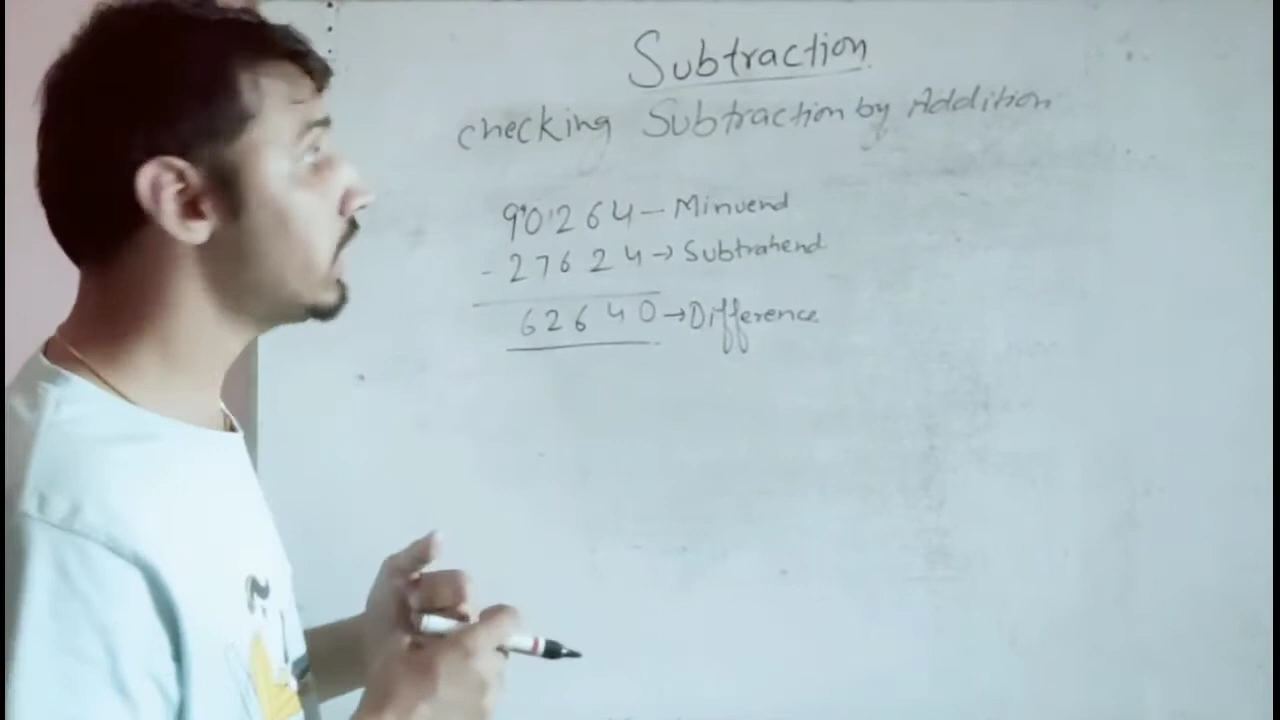 Subtraction
checking Subtraction by Addition
90264 - Minuend
- 27624 → Subtrahend
62640 → Difference